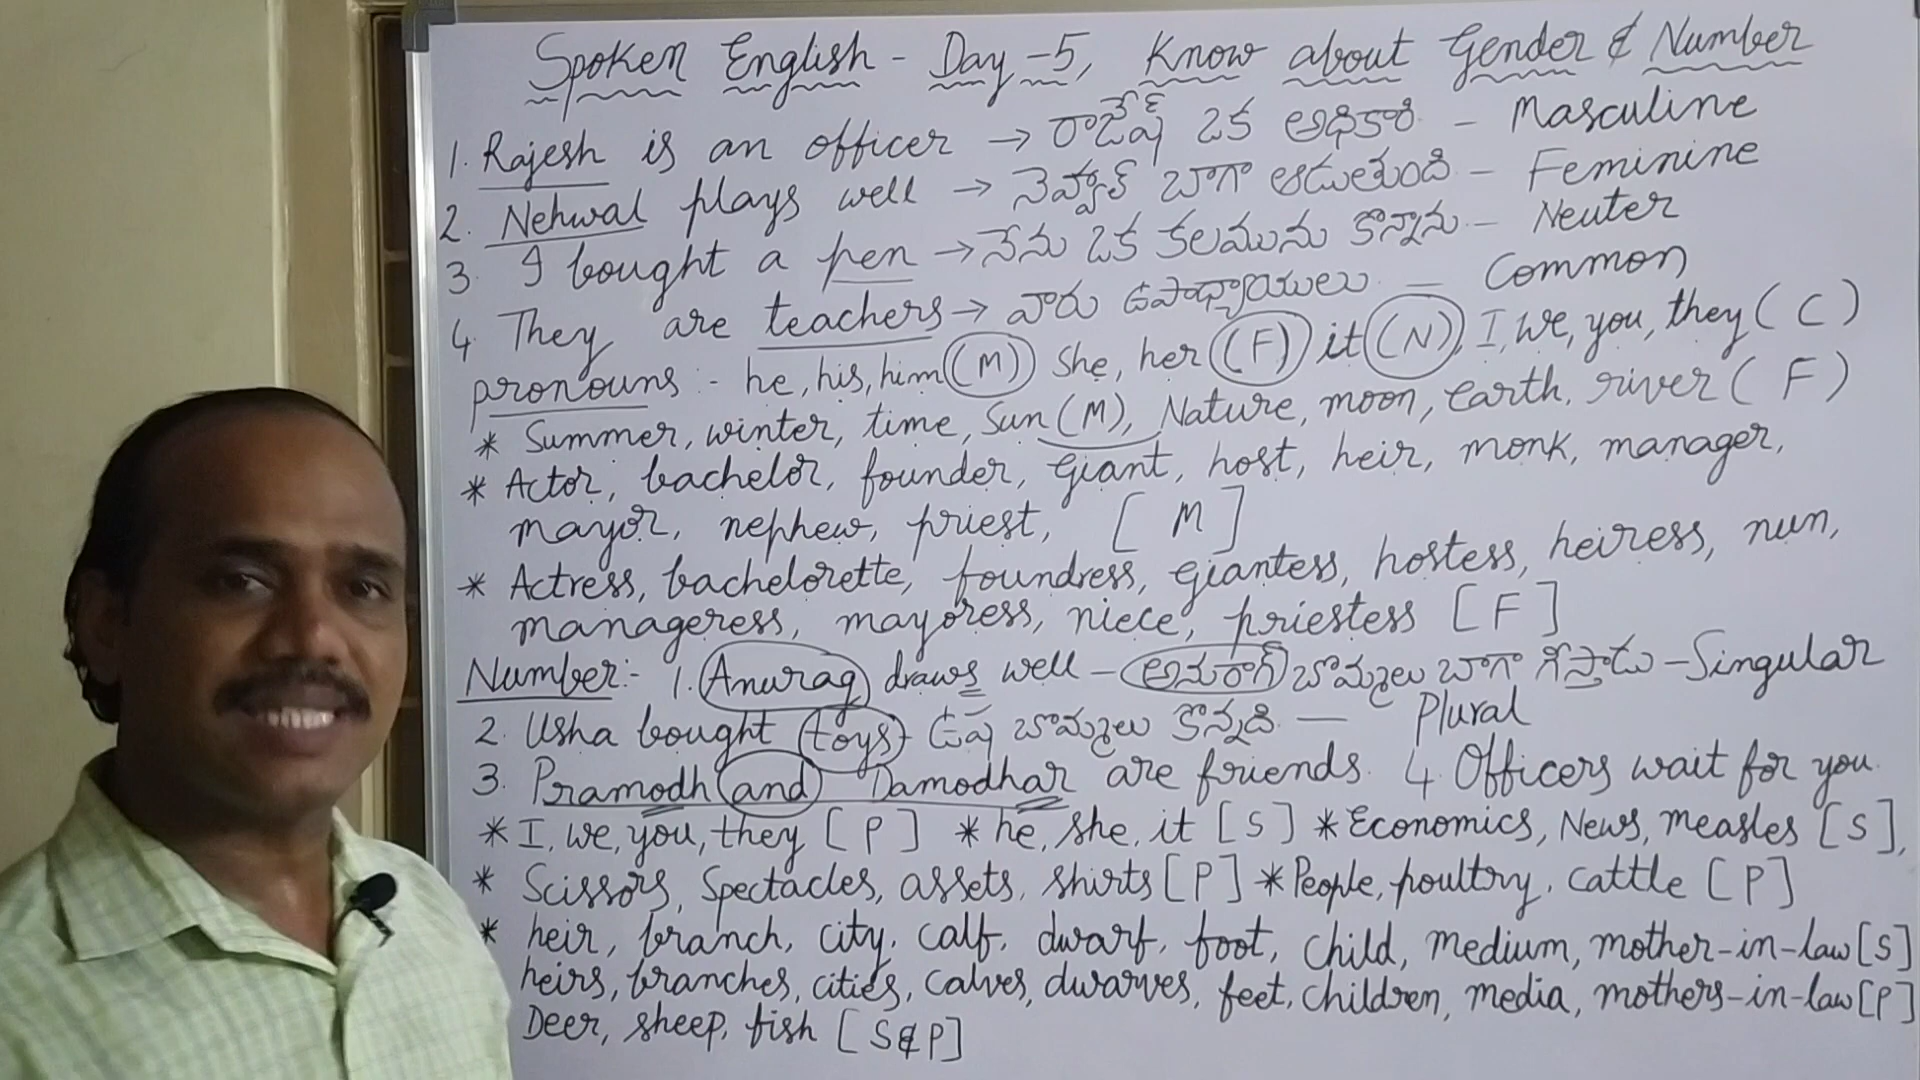 Spoken English - Day -5, Know about Gender & Number
1. Rajesh is an officer → రాజేష్ ఒక అధికారి - Masculine
2. Nehwal plays well → నెహ్వాల్ బాగా ఆడుతుంది - Feminine
3. I bought a pen → నేను ఒక కలమును కొన్నాను - Neuter
4. They are teachers → వారు ఉపాధ్యాయులు - Common
pronouns :- he, his, him (M) She, her (F) it (N), I, We, you, they (C)
* Summer, winter, time, Sun (M), Nature, moon, earth, river (F)
* Actor, bachelor, founder, Giant, host, heir, monk, manager,
mayor, nephew, priest, [M]
* Actress, bachelorette, foundress, giantess, hostess, heiress, nun,
manageress, mayoress, niece, priestess [F]
Number:- 1. Anurag draws well - అనురాగ్ బొమ్మలు బాగా గీస్తాడు - Singular
2. Usha bought toys - ఉష బొమ్మలు కొన్నది - Plural
3. Pramodh and Damodhar are friends. 4. Officers wait for you.
* I, we, you, they [P] * he, she, it [S] * Economics, News, measles [S],
* Scissors, Spectacles, assets, shirts [P] * People, poultry, cattle [P]
* heir, branch, city, calf, dwarf, foot, child, medium, mother-in-law [S]
heirs, branches, cities, calves, dwarves, feet, children, media, mothers-in-law [P]
Deer, sheep, fish [S & P]